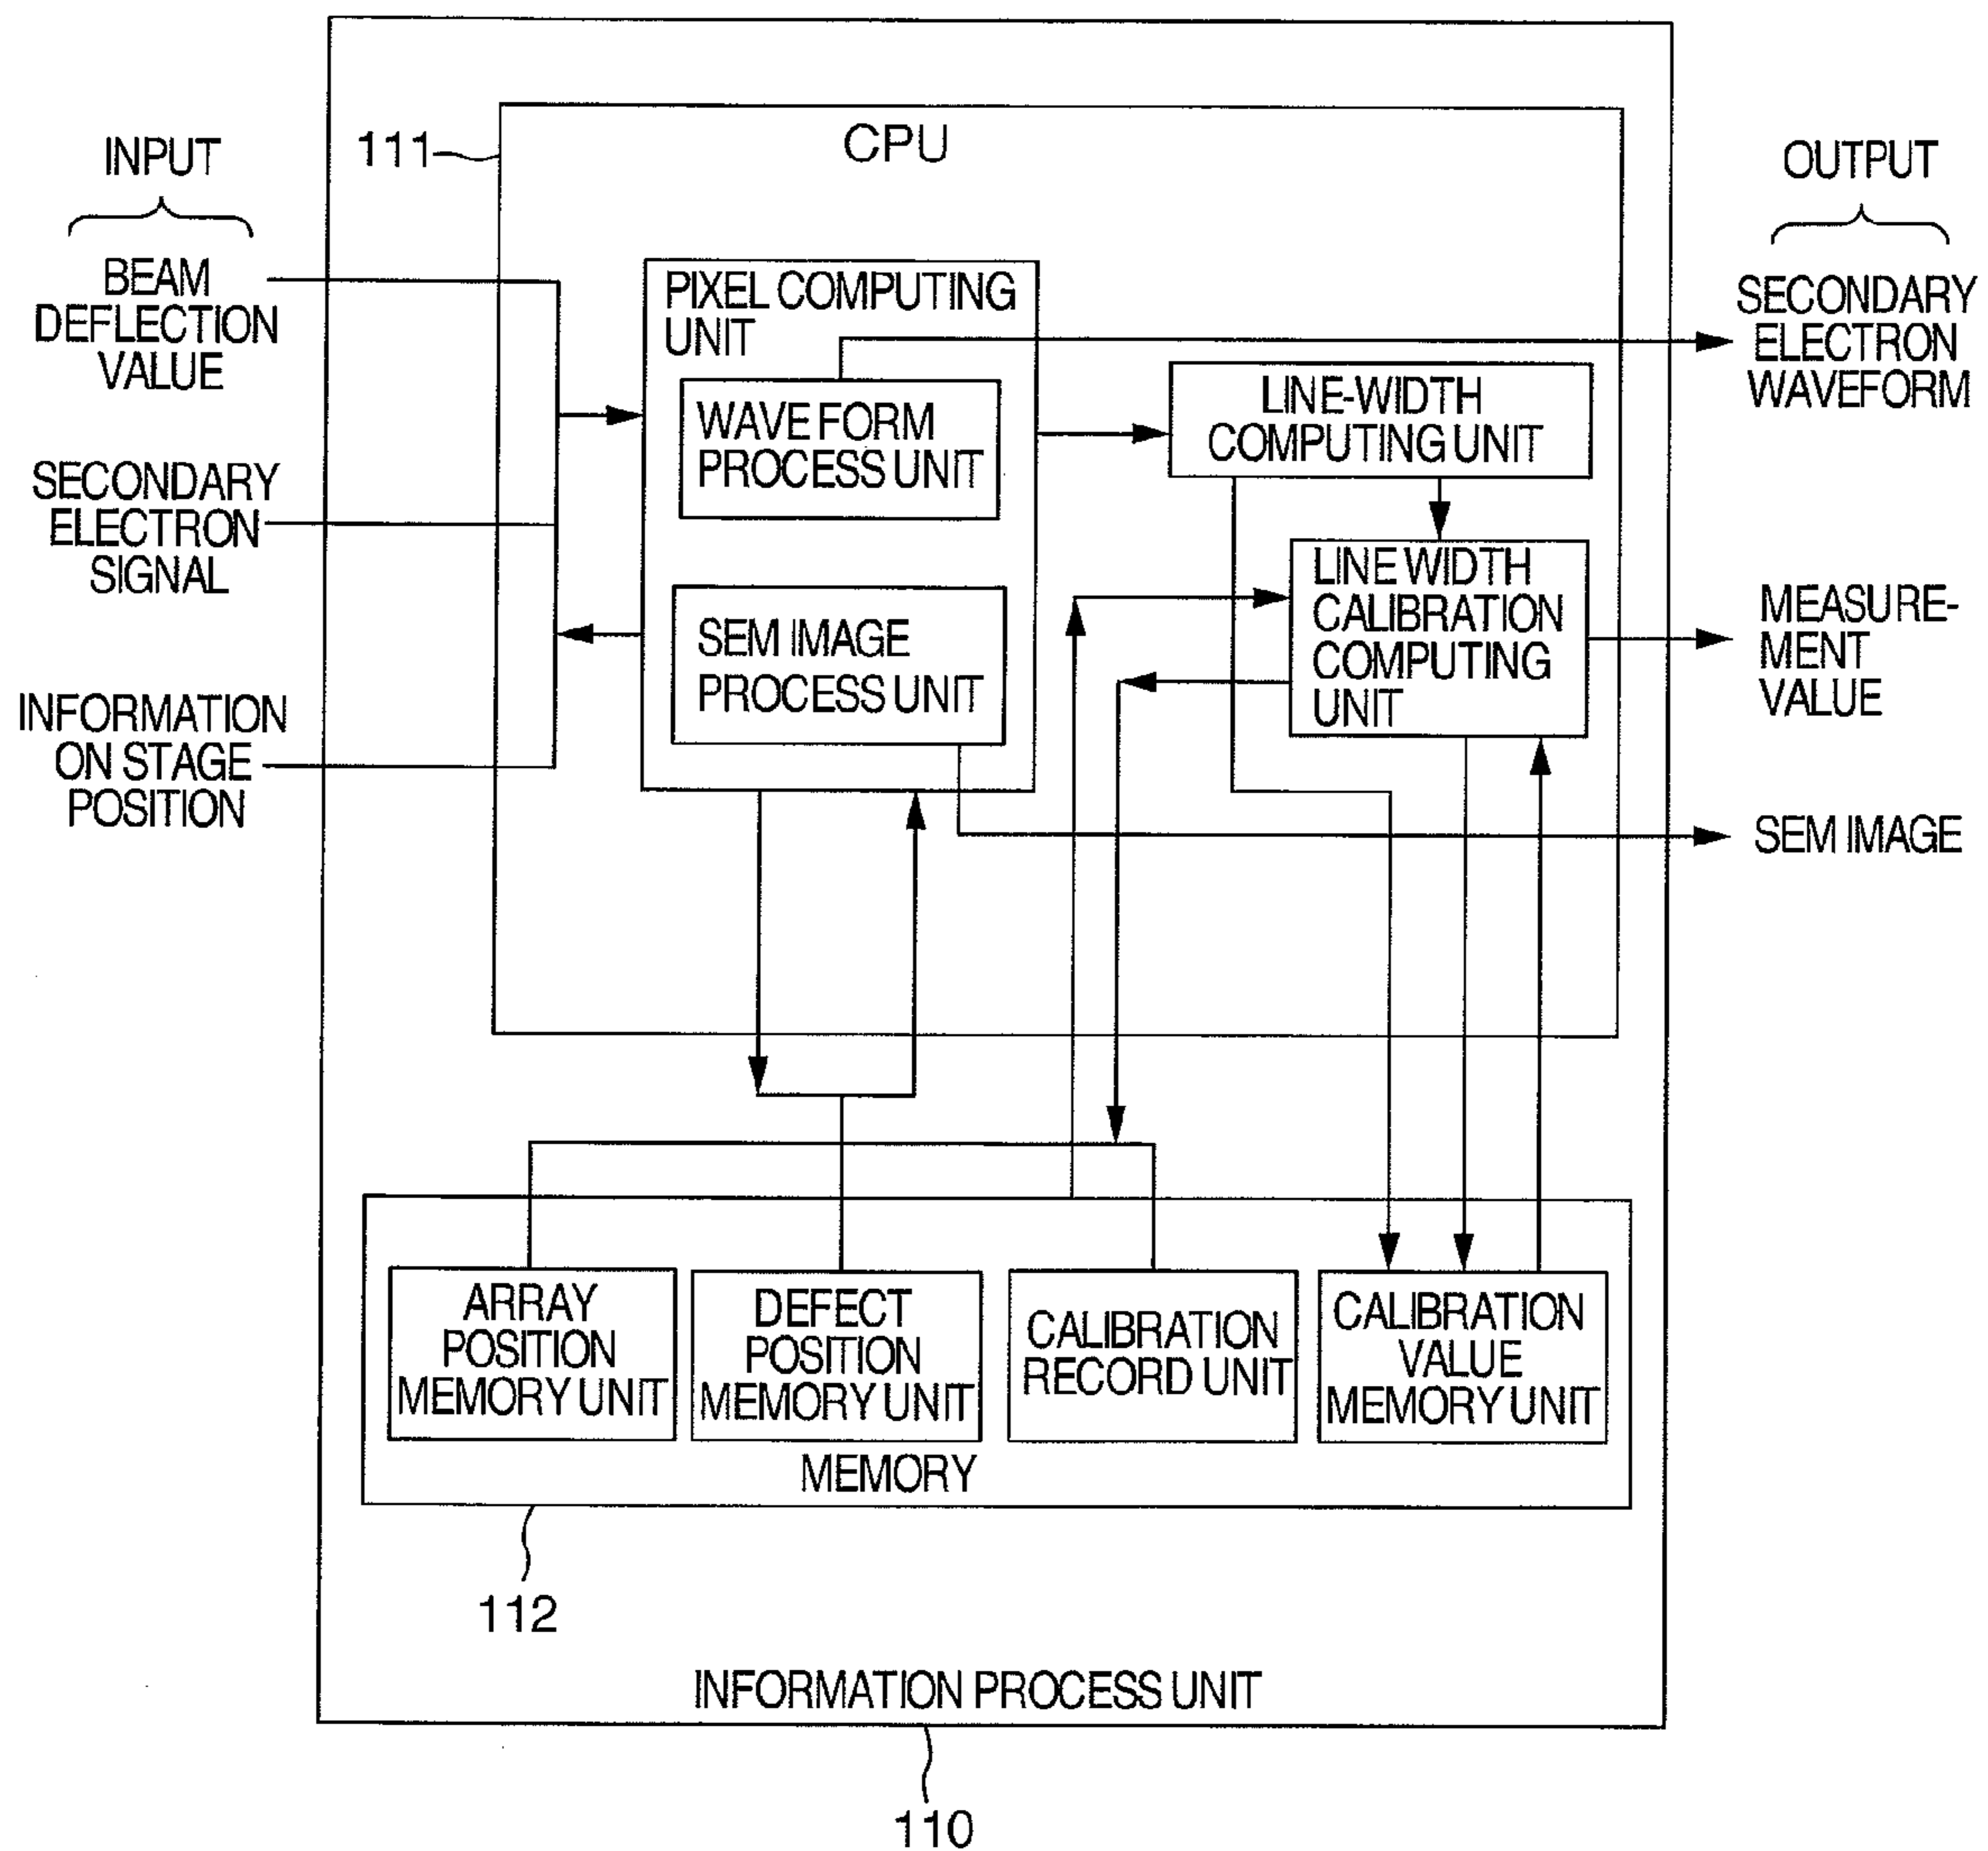 INPUT
BEAM
DEFLECTION
VALUE
SECONDARY
ELECTRON
SIGNAL
INFORMATION
ON STAGE
POSITION
111
CPU
PIXEL COMPUTING
UNIT
WAVE FORM
PROCESS UNIT
SEM IMAGE
PROCESS UNIT
LINE-WIDTH
COMPUTING UNIT
LINE WIDTH
CALIBRATION
COMPUTING
UNIT
OUTPUT
SECONDARY
ELECTRON
WAVEFORM
MEASURE-
MENT
VALUE
SEM IMAGE
ARRAY
POSITION
MEMORY UNIT
DEFECT
POSITION
MEMORY UNIT
CALIBRATION
RECORD UNIT
CALIBRATION
VALUE
MEMORY UNIT
MEMORY
112
INFORMATION PROCESS UNIT
110